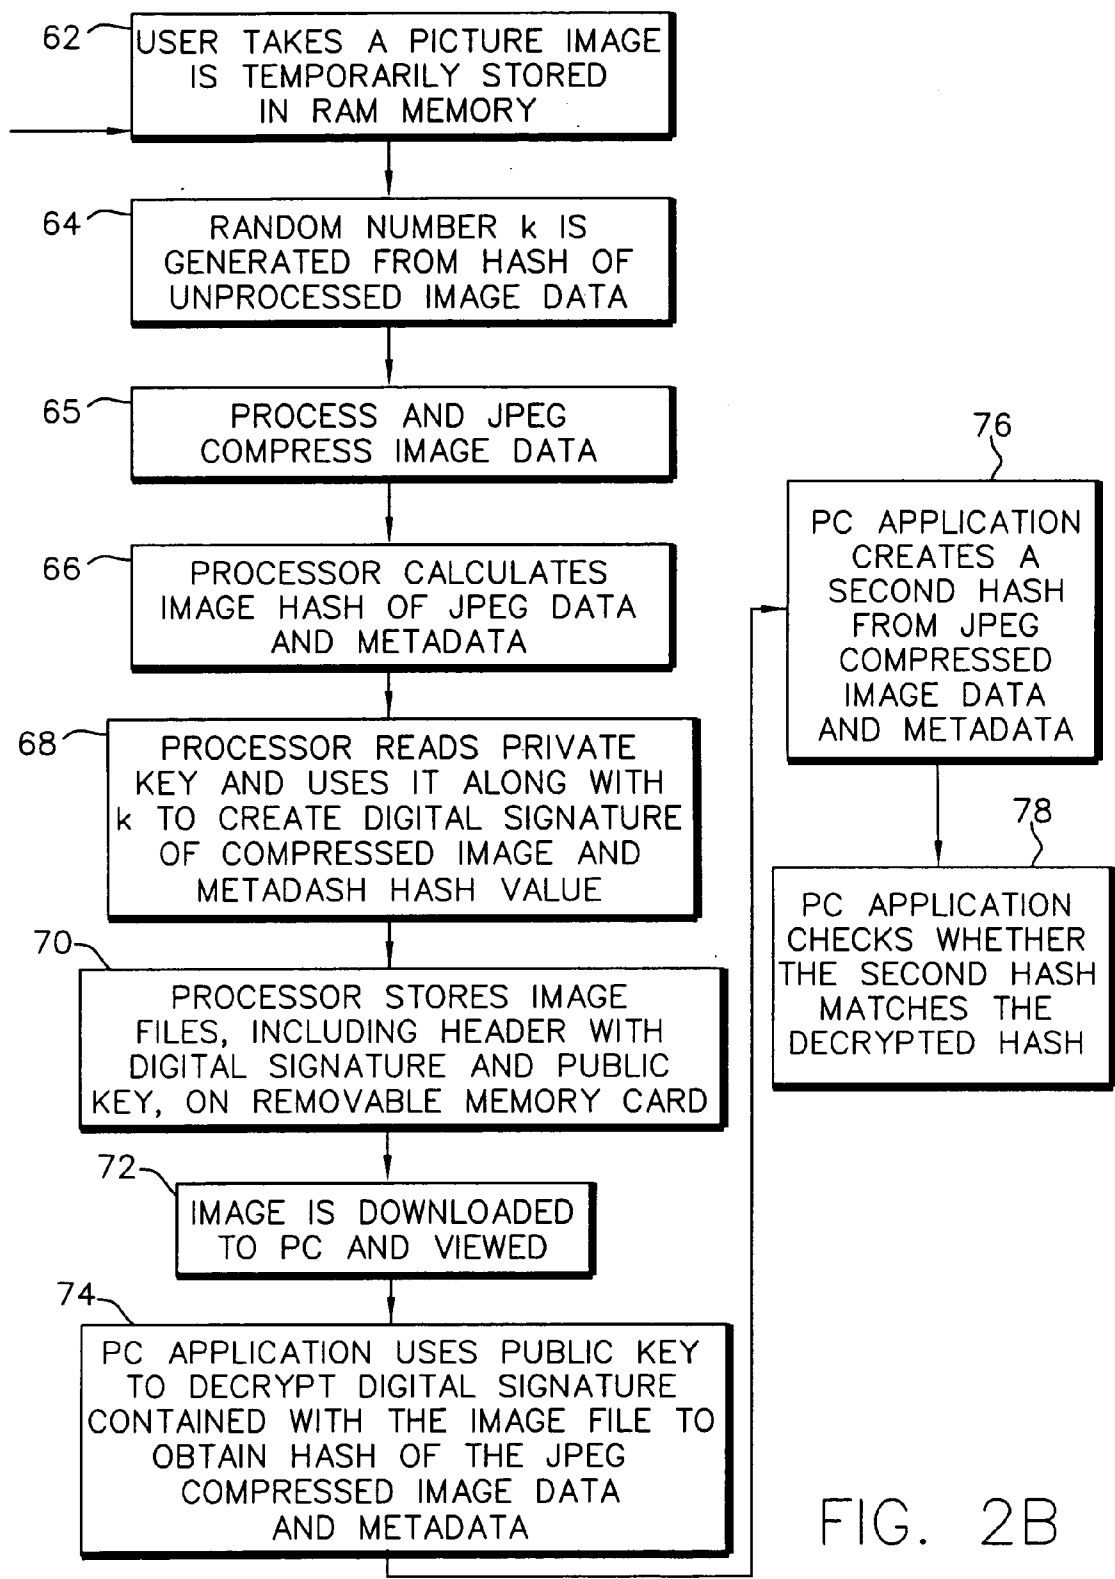 62
USER TAKES A PICTURE IMAGE
IS TEMPORARILY STORED
IN RAM MEMORY
64
RANDOM NUMBER k IS
GENERATED FROM HASH OF
UNPROCESSED IMAGE DATA
65
PROCESS AND JPEG
COMPRESS IMAGE DATA
66
PROCESSOR CALCULATES
IMAGE HASH OF JPEG DATA
AND METADATA
68
PROCESSOR READS PRIVATE
KEY AND USES IT ALONG WITH
k TO CREATE DIGITAL SIGNATURE
OF COMPRESSED IMAGE AND
METADASH HASH VALUE
70
PROCESSOR STORES IMAGE
FILES, INCLUDING HEADER WITH
DIGITAL SIGNATURE AND PUBLIC
KEY, ON REMOVABLE MEMORY CARD
72
IMAGE IS DOWNLOADED
TO PC AND VIEWED
74
PC APPLICATION USES PUBLIC KEY
TO DECRYPT DIGITAL SIGNATURE
CONTAINED WITH THE IMAGE FILE TO
OBTAIN HASH OF THE JPEG
COMPRESSED IMAGE DATA
AND METADATA
76
PC APPLICATION
CREATES A
SECOND HASH
FROM JPEG
COMPRESSED
IMAGE DATA
AND METADATA
78
PC APPLICATION
CHECKS WHETHER
THE SECOND HASH
MATCHES THE
DECRYPTED HASH
FIG. 2B